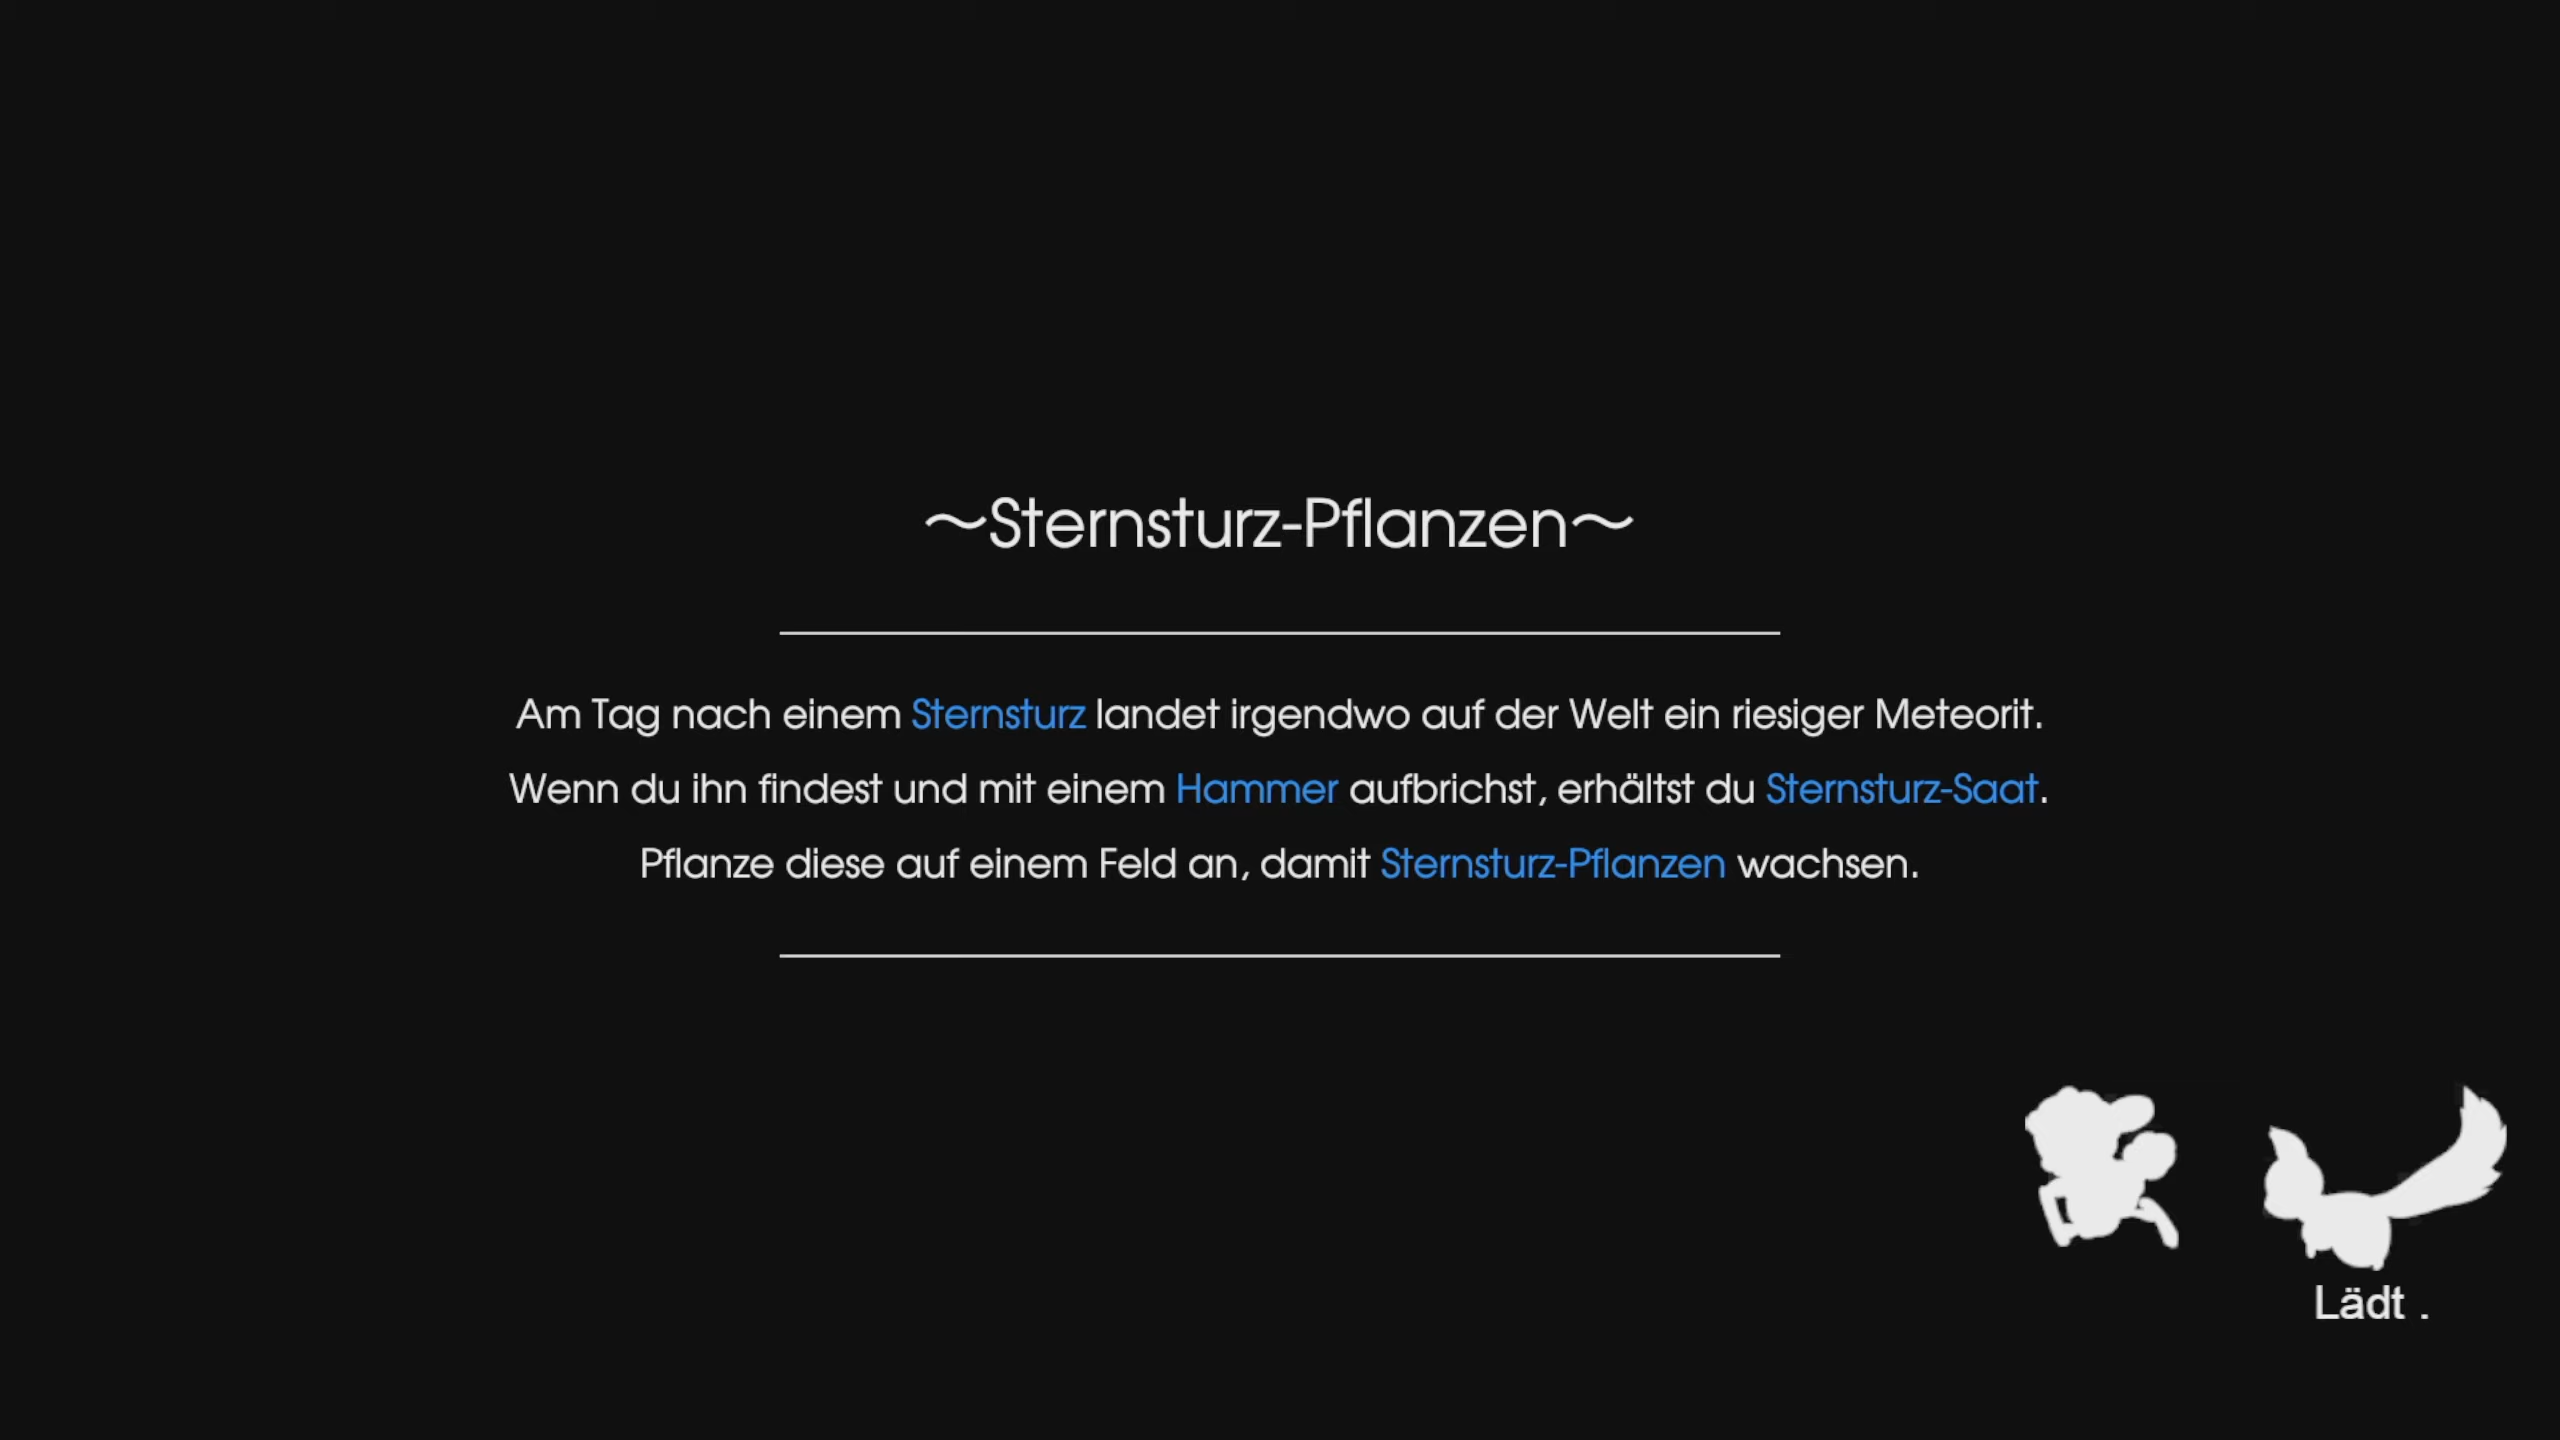 ～Sternsturz-Pflanzen～
Am Tag nach einem Sternsturz landet irgendwo auf der Welt ein riesiger Meteorit.
Wenn du ihn findest und mit einem Hammer aufbrichst, erhältst du Sternsturz-Saat.
Pflanze diese auf einem Feld an, damit Sternsturz-Pflanzen wachsen.
Lädt .